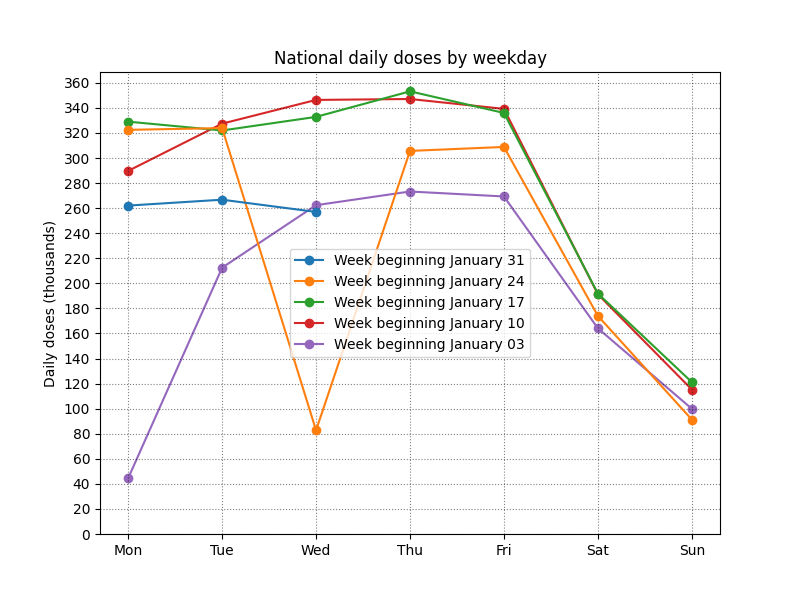 National daily doses by weekday
Daily doses (thousands)
360
340
320
300
280
260
240
220
200
180
160
140
120
100
80
60
40
20
0
Week beginning January 31
Week beginning January 24
Week beginning January 17
Week beginning January 10
Week beginning January 03
Mon Tue Wed Thu Fri Sat Sun